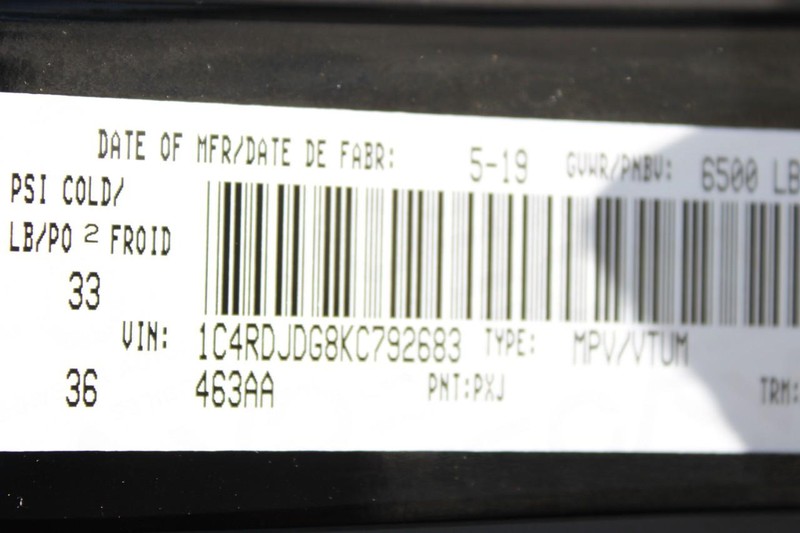 DATE OF MFR/DATE DE FABR: 5-19 GVWR/PNBV: 6500 LB
PSI COLD/
LB/PO 2 FROID
33
VIN: 1C4RDJDG8KC792683 TYPE: MPV/VTUM
36 463AA PNT:PXJ TRM: